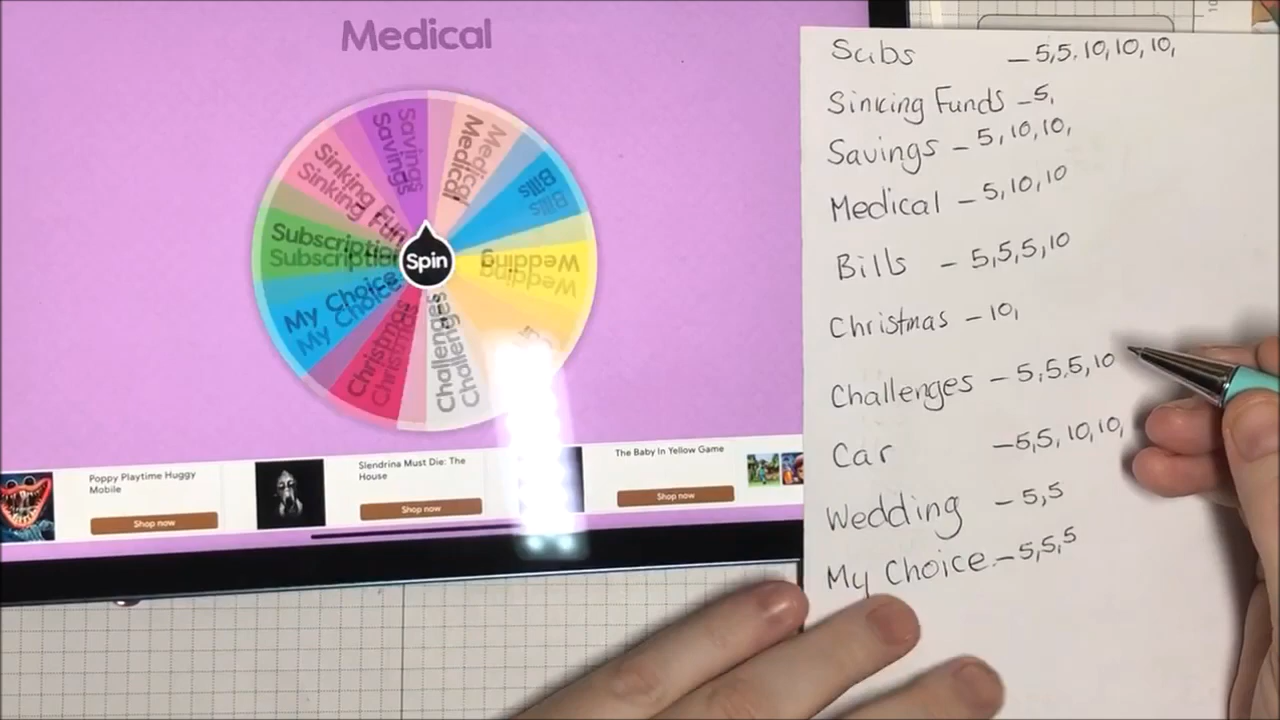 Medical
Savings
Savings
Medical
Medical
Sinking Fun
Sinking Fun
Bills
Bills
Subscription
Subscription
Spin
Wedding
Wedding
My Choice
My Choice
Christmas
Christmas
Challenges
Challenges
Poppy Playtime Huggy
Mobile
Shop now
Slendrina Must Die: The
House
Shop now
The Baby In Yellow Game
Shop now
Subs - 5,5,10,10,10,
Sinking Funds - 5,
Savings - 5,10,10,
Medical - 5,10,10
Bills - 5,5,5,10
Christmas - 10,
Challenges - 5,5,5,10
Car - 5,5,10,10,
Wedding - 5,5
My Choice - 5,5,5